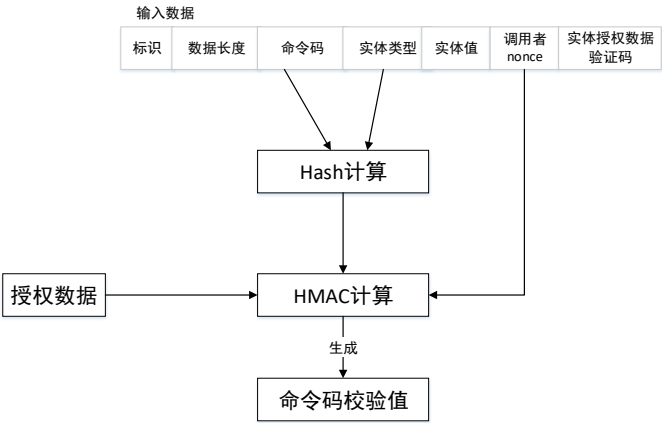 输入数据
标识 数据长度 命令码 实体类型 实体值 调用者 实体授权数据
nonce 验证码
Hash计算
授权数据 HMAC计算
生成
命令码校验值